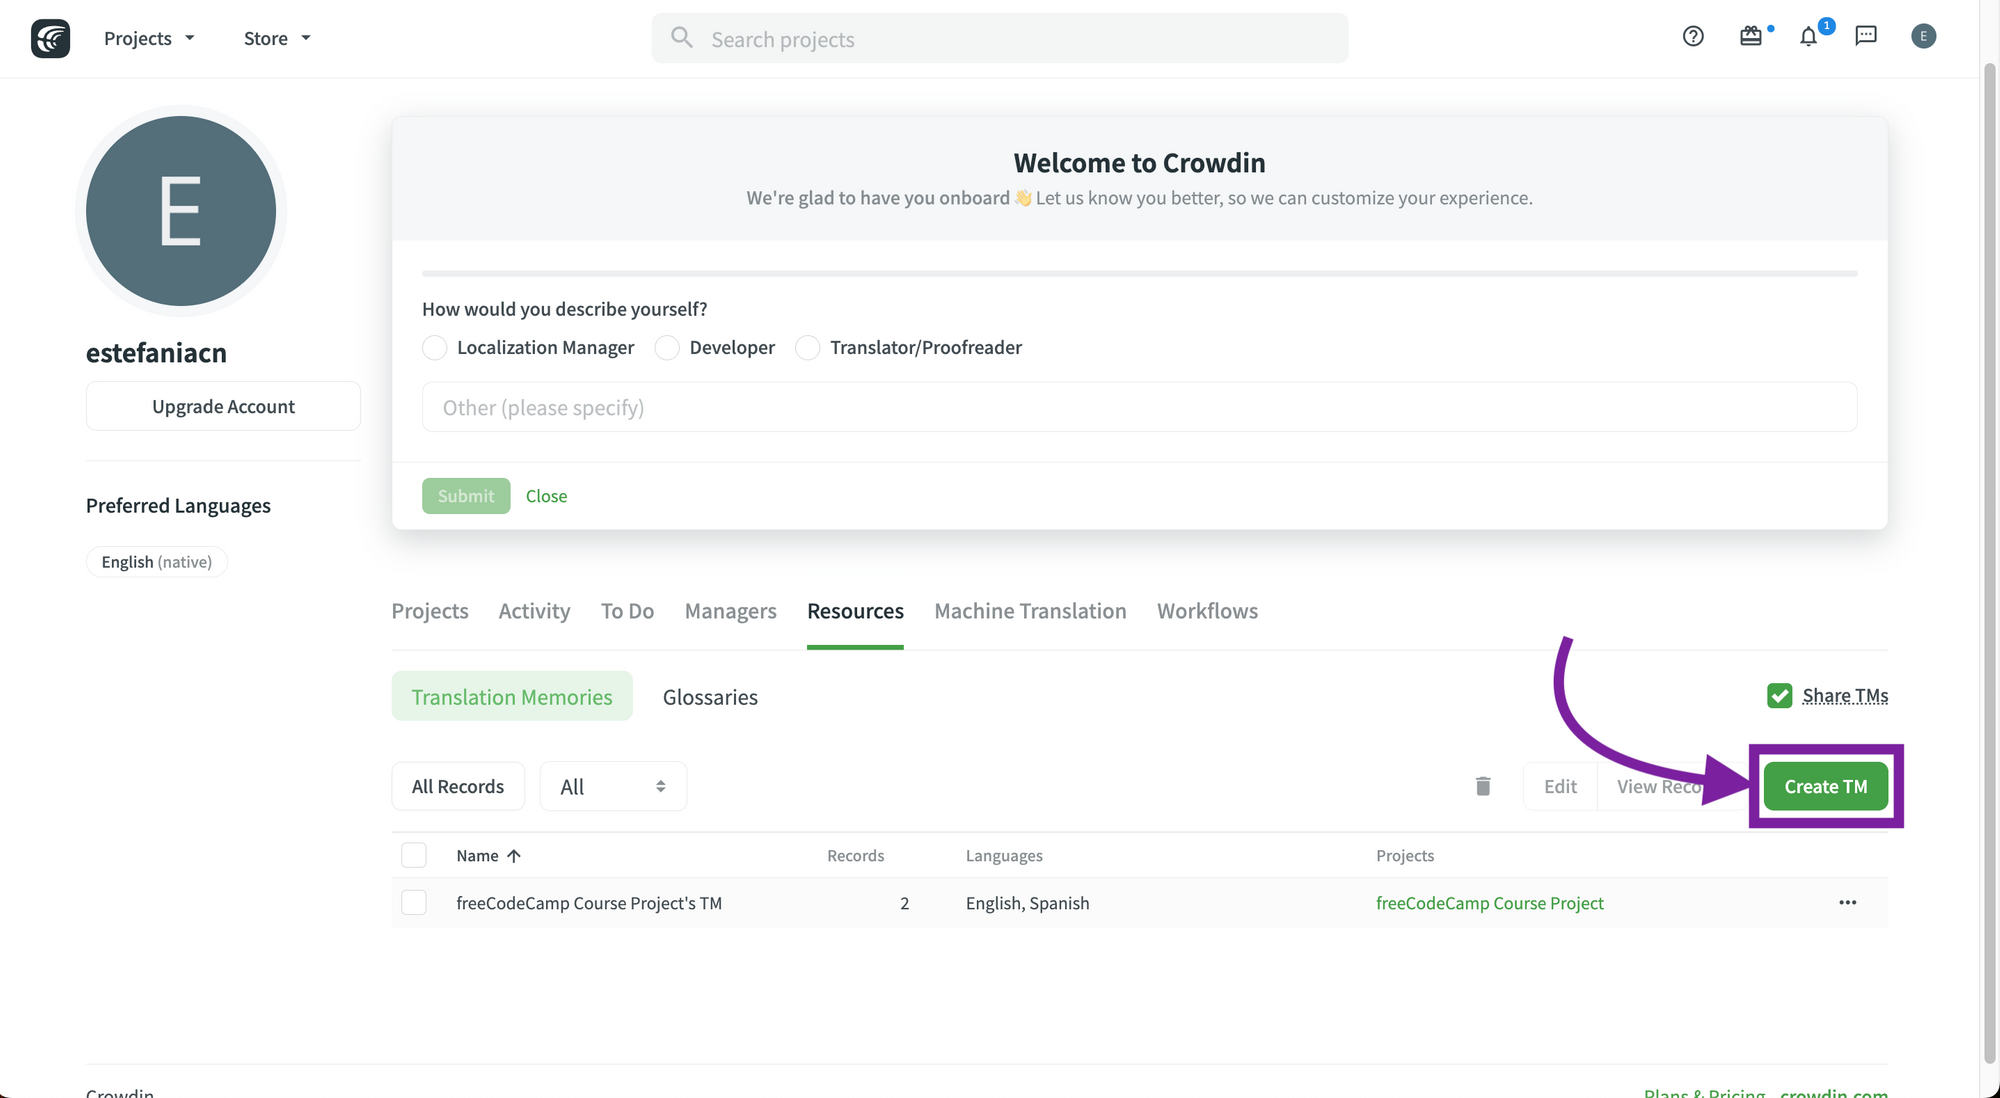 Projects
Store
Search projects
1
E
E
estefaniacn
Upgrade Account
Preferred Languages
English (native)
Welcome to Crowdin
We're glad to have you onboard 👋 Let us know you better, so we can customize your experience.
How would you describe yourself?
Localization Manager
Developer
Translator/Proofreader
Other (please specify)
Submit
Close
Projects
Activity
To Do
Managers
Resources
Machine Translation
Workflows
Translation Memories
Glossaries
Share TMs
All Records
All
Edit
View Reco
Create TM
Name
Records
Languages
Projects
freeCodeCamp Course Project's TM
2
English, Spanish
freeCodeCamp Course Project
Crowdin
Plans & Pricing
crowdin.com